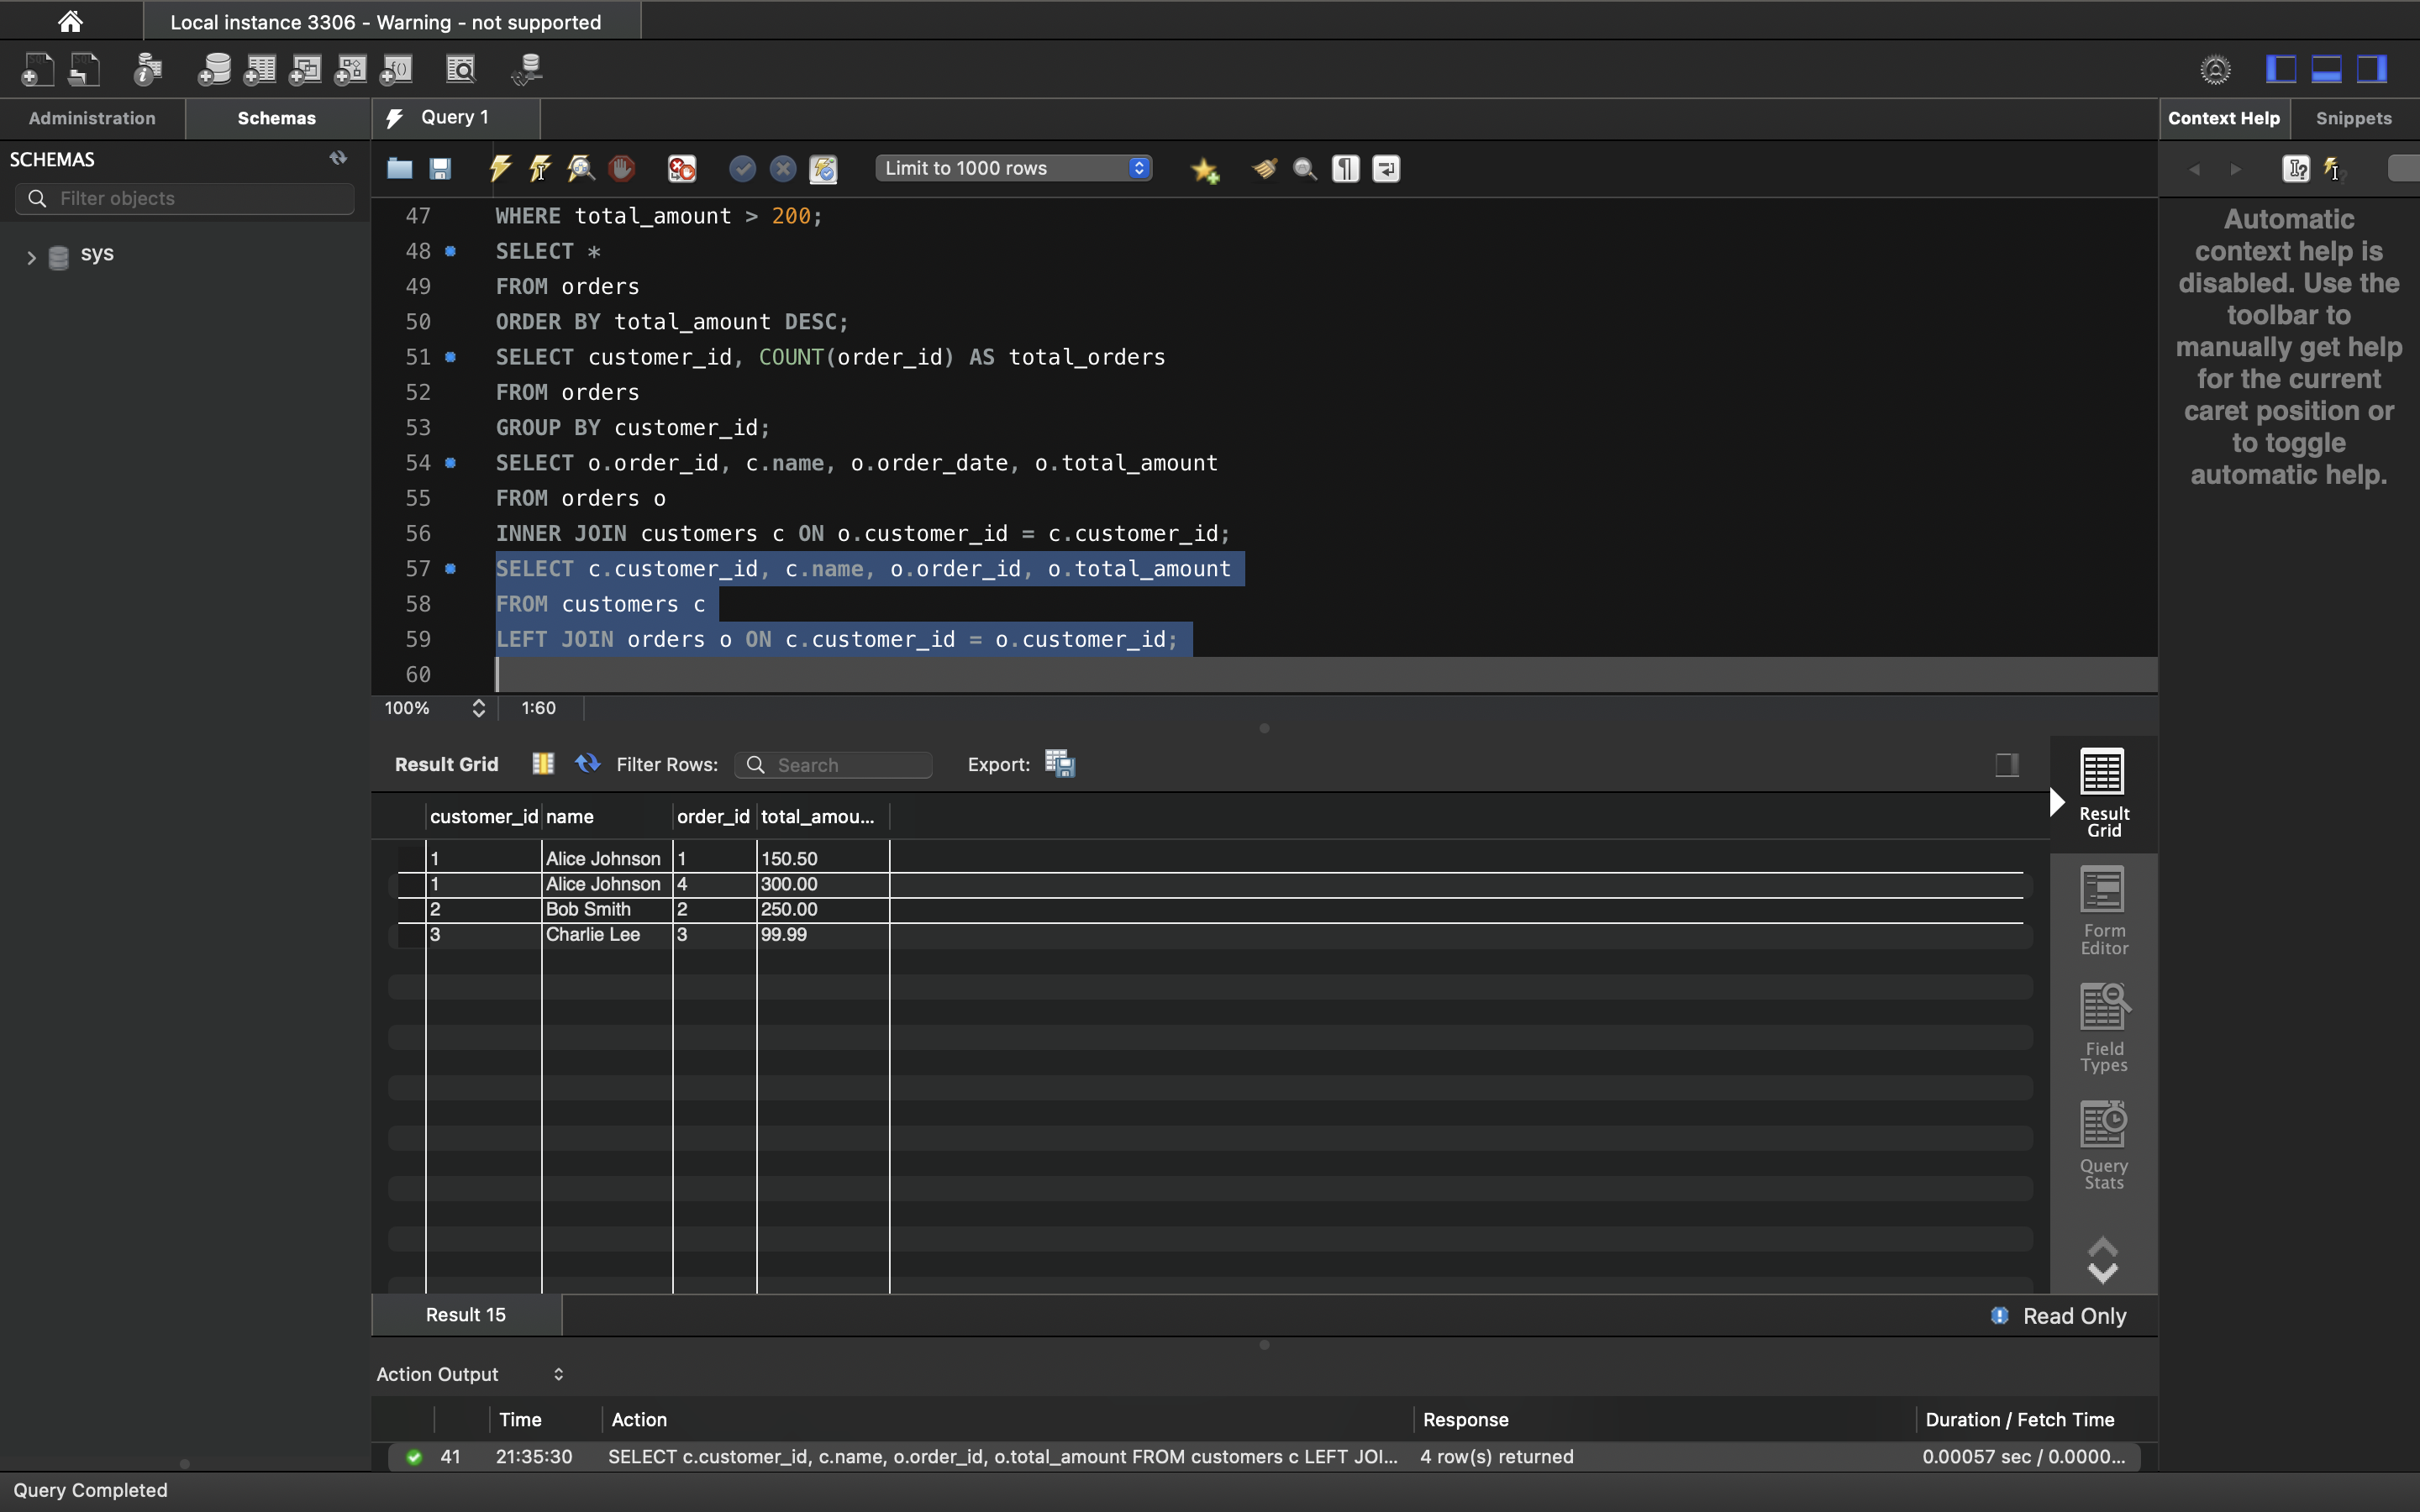 Local instance 3306 - Warning - not supported
Administration Schemas Query 1 Context Help Snippets
SCHEMAS
Limit to 1000 rows
Filter objects
sys
47 WHERE total_amount > 200;
48 SELECT *
49 FROM orders
50 ORDER BY total_amount DESC;
51 SELECT customer_id, COUNT(order_id) AS total_orders
52 FROM orders
53 GROUP BY customer_id;
54 SELECT o.order_id, c.name, o.order_date, o.total_amount
55 FROM orders o
56 INNER JOIN customers c ON o.customer_id = c.customer_id;
57 SELECT c.customer_id, c.name, o.order_id, o.total_amount
58 FROM customers c
59 LEFT JOIN orders o ON c.customer_id = o.customer_id;
60
Automatic
context help is
disabled. Use the
toolbar to
manually get help
for the current
caret position or
to toggle
automatic help.
100% 1:60
Result Grid Filter Rows: Search Export:
customer_id name order_id total_amou...
1 Alice Johnson 1 150.50
1 Alice Johnson 4 300.00
2 Bob Smith 2 250.00
3 Charlie Lee 3 99.99
Result
Grid
Form
Editor
Field
Types
Query
Stats
Result 15 Read Only
Action Output
Time Action Response Duration / Fetch Time
41 21:35:30 SELECT c.customer_id, c.name, o.order_id, o.total_amount FROM customers c LEFT JOI... 4 row(s) returned 0.00057 sec / 0.0000...
Query Completed